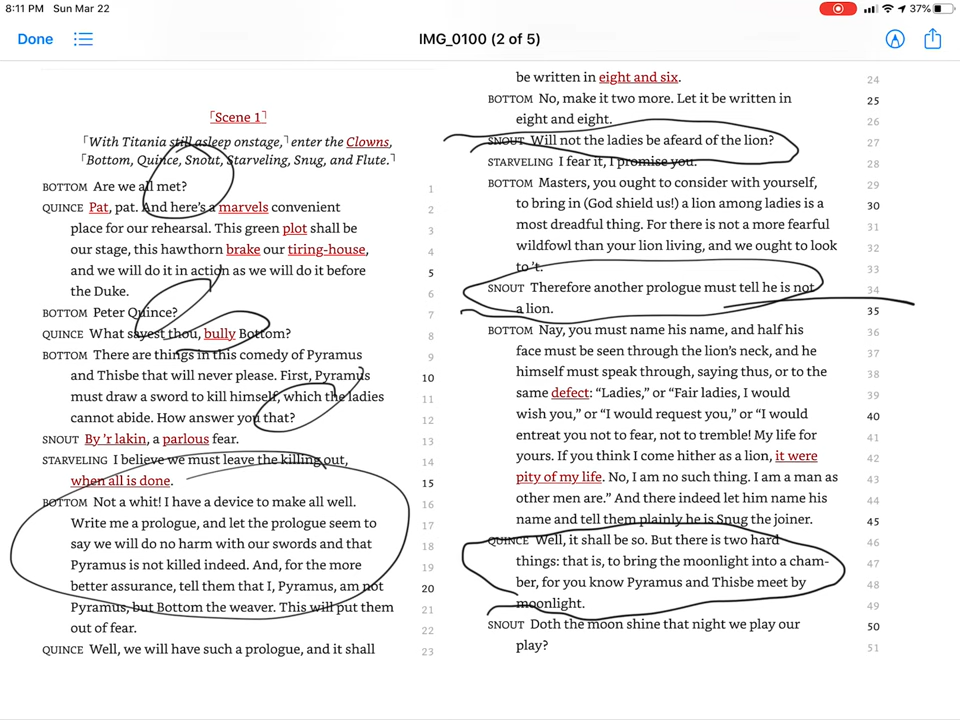 8:11 PM Sun Mar 22
37%
Done
IMG_0100 (2 of 5)
⌜Scene 1⌝
⌜With Titania still asleep onstage,⌝ enter the Clowns,
⌜Bottom, Quince, Snout, Starveling, Snug, and Flute.⌝
BOTTOM Are we all met? 1
QUINCE Pat, pat. And here's a marvels convenient 2
place for our rehearsal. This green plot shall be 3
our stage, this hawthorn brake our tiring-house, 4
and we will do it in action as we will do it before 5
the Duke. 6
BOTTOM Peter Quince? 7
QUINCE What sayest thou, bully Bottom? 8
BOTTOM There are things in this comedy of Pyramus 9
and Thisbe that will never please. First, Pyramus 10
must draw a sword to kill himself, which the ladies 11
cannot abide. How answer you that? 12
SNOUT By 'r lakin, a parlous fear. 13
STARVELING I believe we must leave the killing out, 14
when all is done. 15
BOTTOM Not a whit! I have a device to make all well. 16
Write me a prologue, and let the prologue seem to 17
say we will do no harm with our swords and that 18
Pyramus is not killed indeed. And, for the more 19
better assurance, tell them that I, Pyramus, am not 20
Pyramus, but Bottom the weaver. This will put them 21
out of fear. 22
QUINCE Well, we will have such a prologue, and it shall 23
be written in eight and six. 24
BOTTOM No, make it two more. Let it be written in 25
eight and eight. 26
SNOUT Will not the ladies be afeard of the lion? 27
STARVELING I fear it, I promise you. 28
BOTTOM Masters, you ought to consider with yourself, 29
to bring in (God shield us!) a lion among ladies is a 30
most dreadful thing. For there is not a more fearful 31
wildfowl than your lion living, and we ought to look 32
to 't. 33
SNOUT Therefore another prologue must tell he is not 34
a lion. 35
BOTTOM Nay, you must name his name, and half his 36
face must be seen through the lion's neck, and he 37
himself must speak through, saying thus, or to the 38
same defect: "Ladies," or "Fair ladies, I would 39
wish you," or "I would request you," or "I would 40
entreat you not to fear, not to tremble! My life for 41
yours. If you think I come hither as a lion, it were 42
pity of my life. No, I am no such thing. I am a man as 43
other men are." And there indeed let him name his 44
name and tell them plainly he is Snug the joiner. 45
QUINCE Well, it shall be so. But there is two hard 46
things: that is, to bring the moonlight into a cham- 47
ber, for you know Pyramus and Thisbe meet by 48
moonlight. 49
SNOUT Doth the moon shine that night we play our 50
play? 51